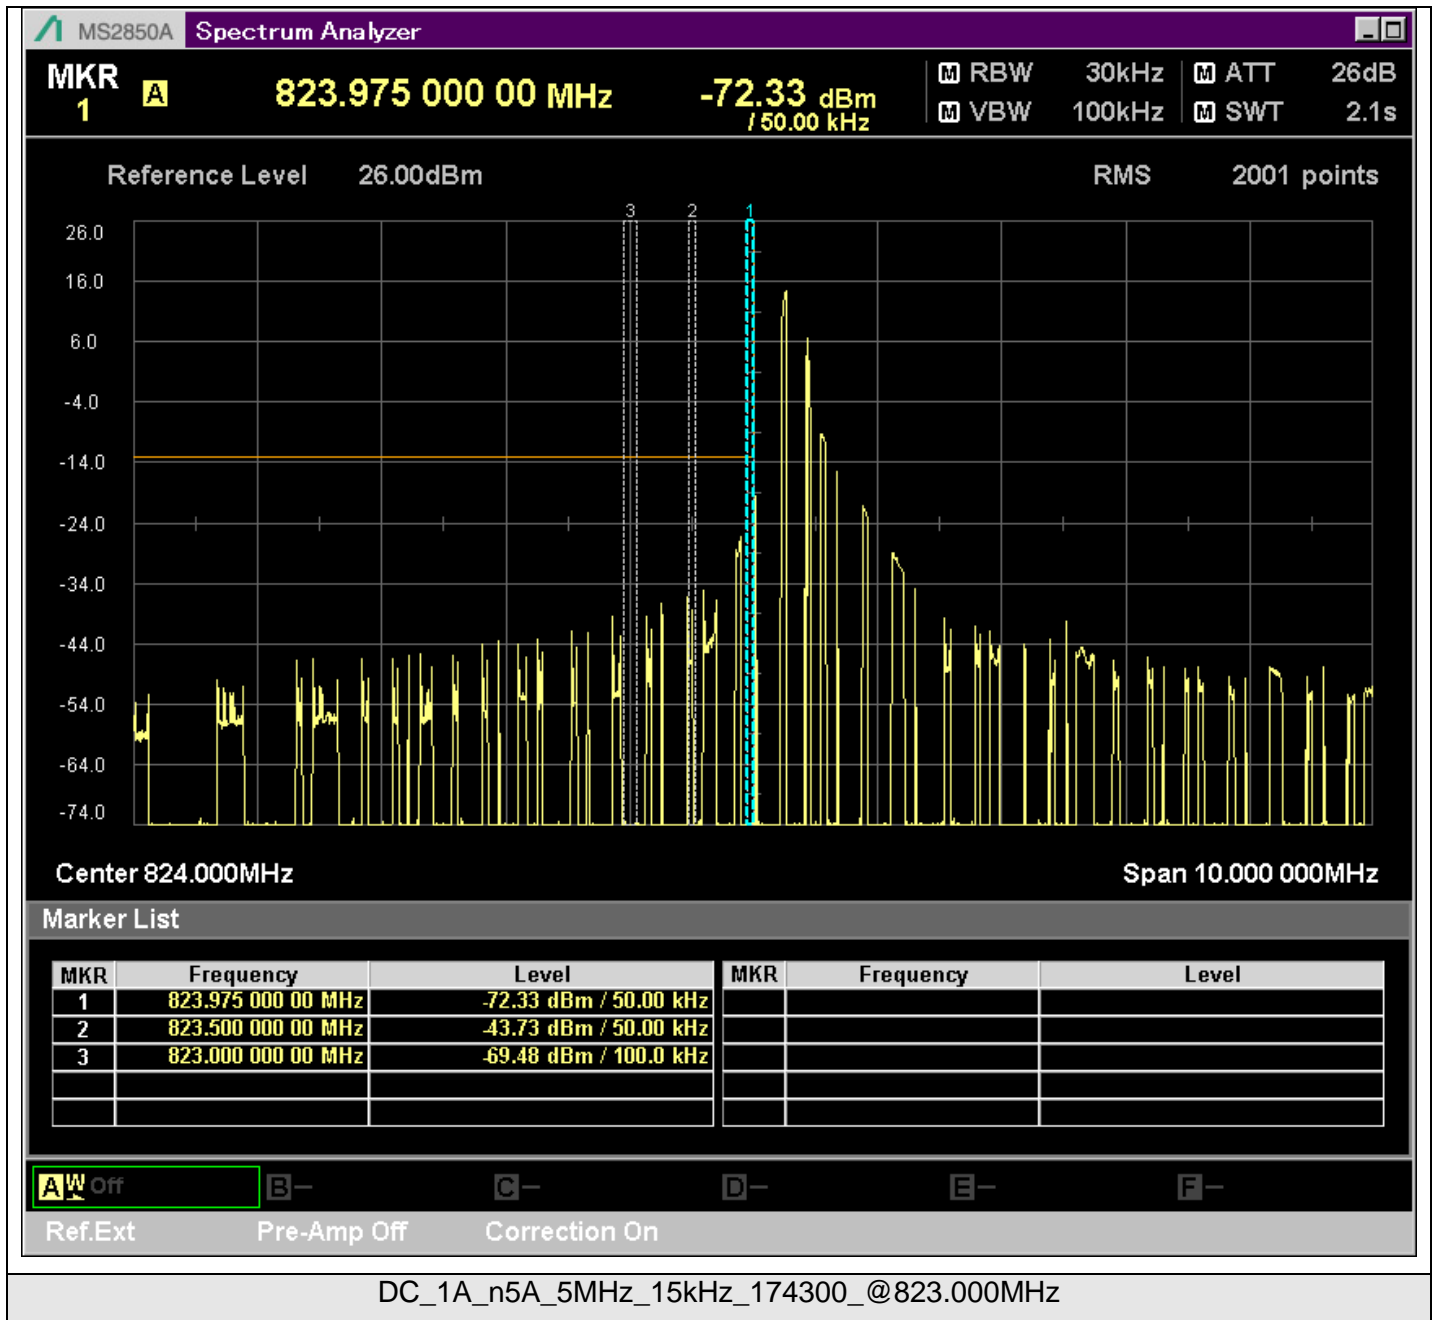 MS2850A Spectrum Analyzer
MKR 1 A 823.975 000 00 MHz -72.33 dBm / 50.00 kHz
M RBW 30kHz M ATT 26dB
M VBW 100kHz M SWT 2.1s
Reference Level 26.00dBm RMS 2001 points
3 2 1
26.0
16.0
6.0
-4.0
-14.0
-24.0
-34.0
-44.0
-54.0
-64.0
-74.0
Center 824.000MHz Span 10.000 000MHz
Marker List
MKR Frequency Level MKR Frequency Level
1 823.975 000 00 MHz -72.33 dBm / 50.00 kHz
2 823.500 000 00 MHz -43.73 dBm / 50.00 kHz
3 823.000 000 00 MHz -69.48 dBm / 100.0 kHz
A W Off B- C- D- E- F-
Ref.Ext Pre-Amp Off Correction On
DC_1A_n5A_5MHz_15kHz_174300_@823.000MHz